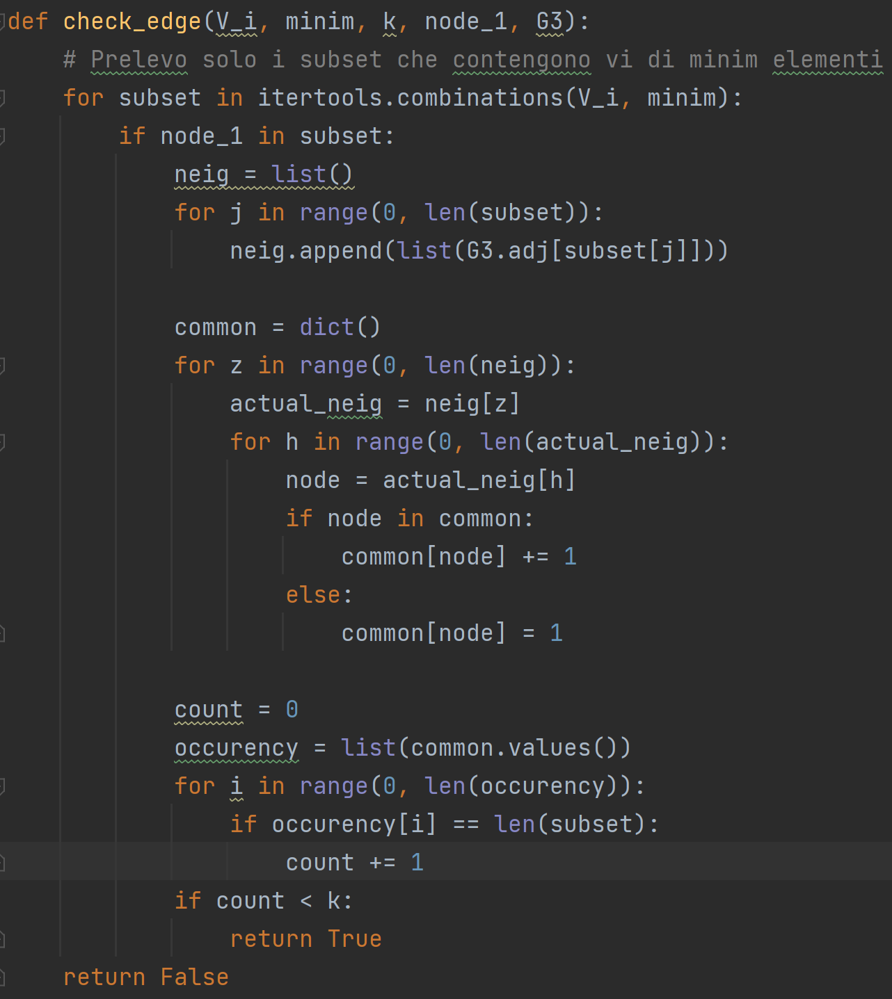 def check_edge(V_i, minim, k, node_1, G3):
    # Prelevo solo i subset che contengono vi di minim elementi
    for subset in itertools.combinations(V_i, minim):
        if node_1 in subset:
            neig = list()
            for j in range(0, len(subset)):
                neig.append(list(G3.adj[subset[j]]))

            common = dict()
            for z in range(0, len(neig)):
                actual_neig = neig[z]
                for h in range(0, len(actual_neig)):
                    node = actual_neig[h]
                    if node in common:
                        common[node] += 1
                    else:
                        common[node] = 1

            count = 0
            occurency = list(common.values())
            for i in range(0, len(occurency)):
                if occurency[i] == len(subset):
                    count += 1
            if count < k:
                return True
    return False